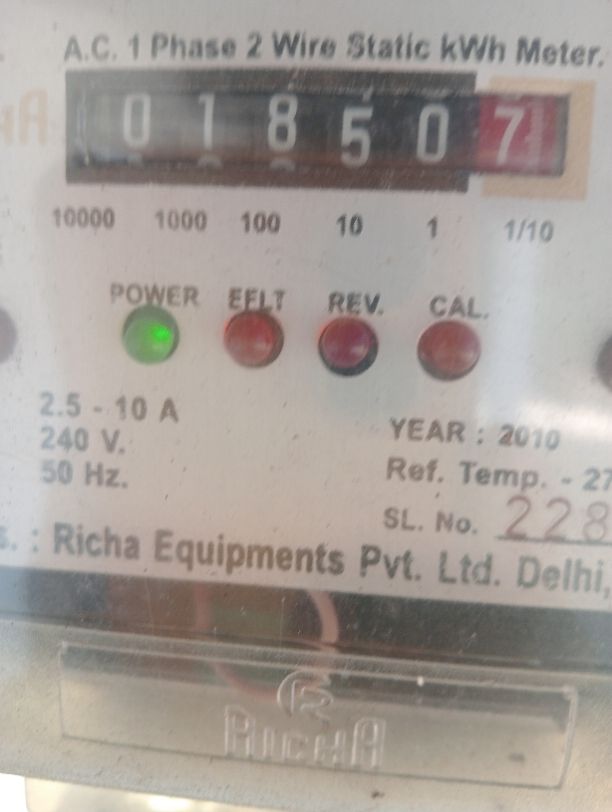 A.C. 1 Phase 2 Wire Static kWh Meter.
0 1 8 5 0 7
10000 1000 100 10 1 1/10
POWER EFLT REV. CAL.
2.5 - 10 A
240 V.
50 Hz.
YEAR : 2010
Ref. Temp. - 27
SL. No. 228
s. : Richa Equipments Pvt. Ltd. Delhi,
RICHA